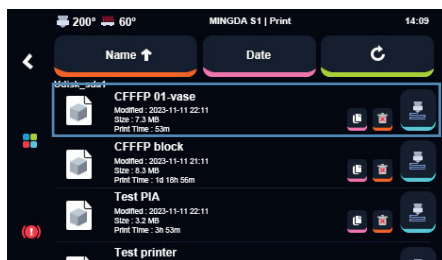 200° 60° MINGDA S1 | Print 14:09
Name Date
Udisk_sda1
CFFFP 01-vase
Modified : 2023-11-11 22:11
Size : 7.3 MB
Print Time : 53m
CFFFP block
Modified : 2023-11-11 21:11
Size : 8.3 MB
Print Time : 1d 18h 56m
Test PIA
Modified : 2023-11-11 22:11
Size : 3.2 MB
Print Time : 3h 53m
Test printer